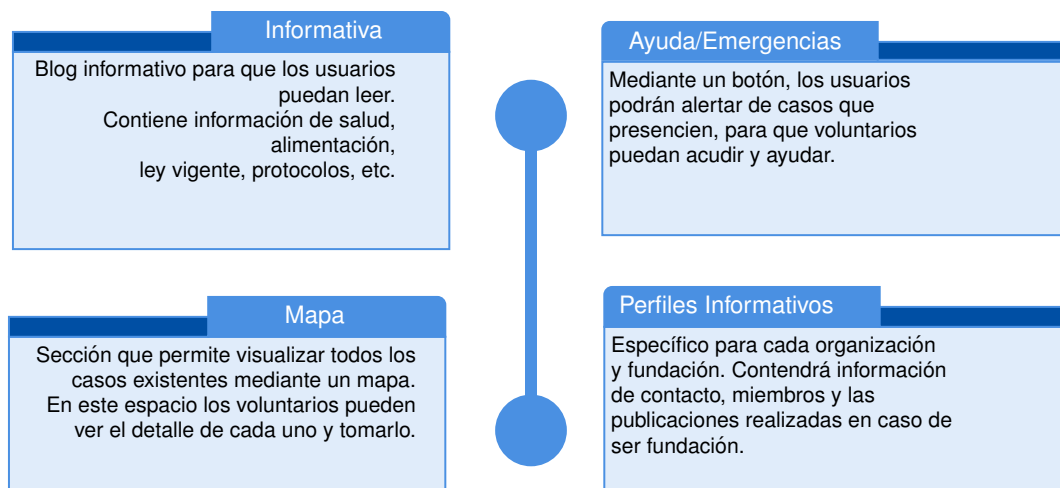 Informativa
Blog informativo para que los usuarios
puedan leer.
Contiene información de salud,
alimentación,
ley vigente, protocolos, etc.
Ayuda/Emergencias
Mediante un botón, los usuarios
podrán alertar de casos que
presencien, para que voluntarios
puedan acudir y ayudar.
Mapa
Sección que permite visualizar todos los
casos existentes mediante un mapa.
En este espacio los voluntarios pueden
ver el detalle de cada uno y tomarlo.
Perfiles Informativos
Específico para cada organización
y fundación. Contendrá información
de contacto, miembros y las
publicaciones realizadas en caso de
ser fundación.